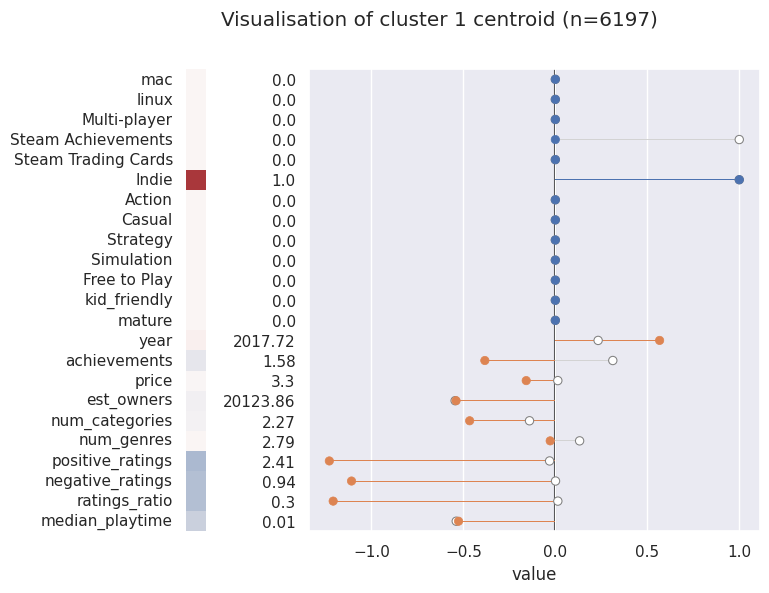 Visualisation of cluster 1 centroid (n=6197)
mac 0.0
linux 0.0
Multi-player 0.0
Steam Achievements 0.0
Steam Trading Cards 0.0
Indie 1.0
Action 0.0
Casual 0.0
Strategy 0.0
Simulation 0.0
Free to Play 0.0
kid_friendly 0.0
mature 0.0
year 2017.72
achievements 1.58
price 3.3
est_owners 20123.86
num_categories 2.27
num_genres 2.79
positive_ratings 2.41
negative_ratings 0.94
ratings_ratio 0.3
median_playtime 0.01
−1.0 −0.5 0.0 0.5 1.0
value